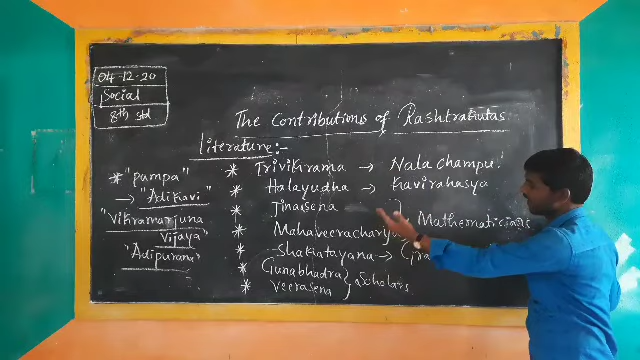 04-12-20
Social
8th std
The Contributions of Rashtrakutas
Literature:-
* "pampa"
→ "Adikavi"
"Vikramarjuna
Vijaya"
"Adipurana"
* Trivikrama → Nala champu
* Halayudha → Kavirahasya
* Jinasena
* Mahaveeracharya } Mathematicians
* Shakatayana → Gra
* Gunabhadra
* Veerasena } Scholars